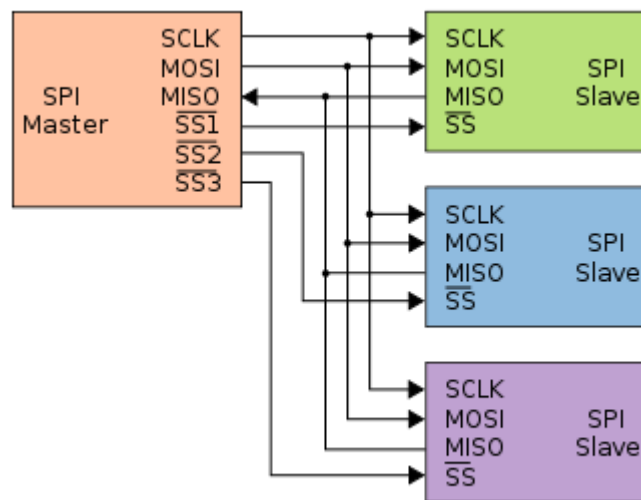 SCLK
MOSI
SPI MISO
Master SS1
SS2
SS3
SCLK
MOSI SPI
MISO Slave
SS
SCLK
MOSI SPI
MISO Slave
SS
SCLK
MOSI SPI
MISO Slave
SS